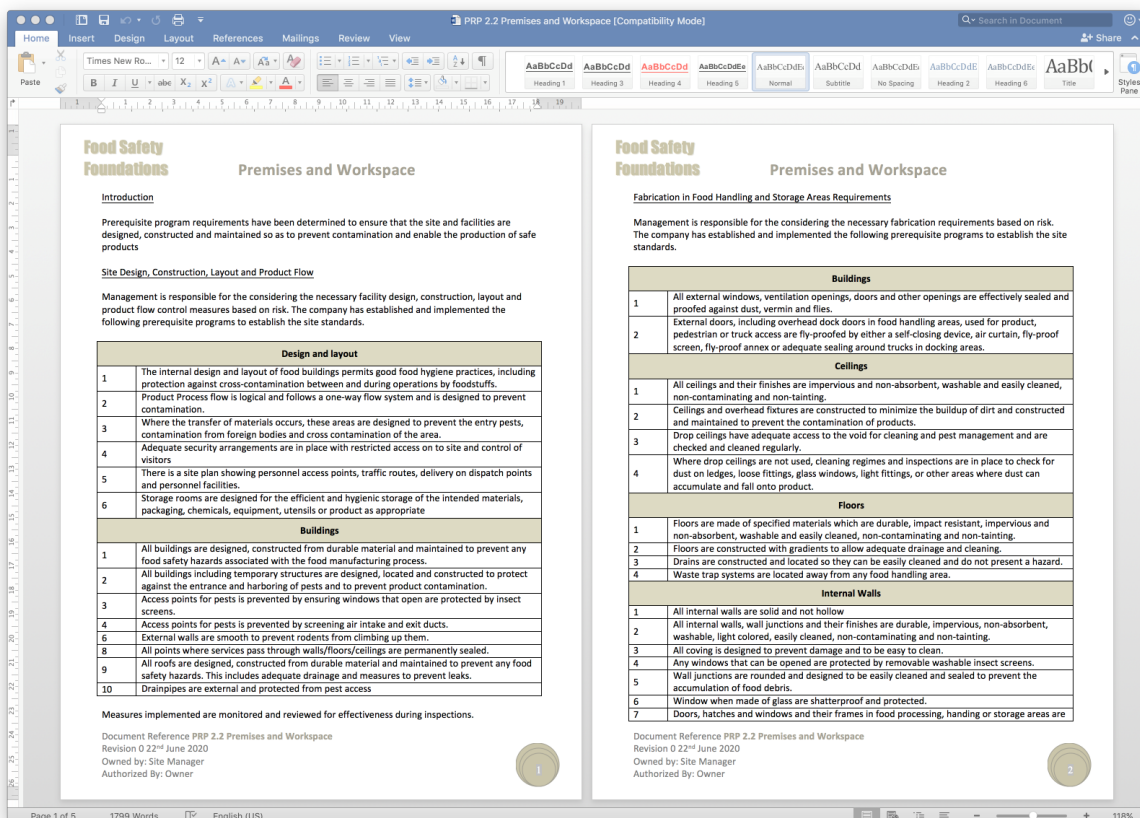 PRP 2.2 Premises and Workspace [Compatibility Mode]
Search in Document
Home Insert Design Layout References Mailings Review View
Share
Paste
Times New Ro... 12
AaBbCcDd AaBbCcDd AaBbCcDd AaBbCcDdEe AaBbCcDdEe AaBbCcDd AaBbCcDdEe AaBbCcDdE AaBbCcDdEe AaBb(
Heading 1 Heading 3 Heading 4 Heading 5 Normal Subtitle No Spacing Heading 2 Heading 6 Title
Styles
Pane
Food Safety
Foundations
Premises and Workspace
Introduction
Prerequisite program requirements have been determined to ensure that the site and facilities are
designed, constructed and maintained so as to prevent contamination and enable the production of safe
products
Site Design, Construction, Layout and Product Flow
Management is responsible for the considering the necessary facility design, construction, layout and
product flow control measures based on risk. The company has established and implemented the
following prerequisite programs to establish the site standards.
Design and layout
1 The internal design and layout of food buildings permits good food hygiene practices, including
protection against cross-contamination between and during operations by foodstuffs.
2 Product Process flow is logical and follows a one-way flow system and is designed to prevent
contamination.
3 Where the transfer of materials occurs, these areas are designed to prevent the entry pests,
contamination from foreign bodies and cross contamination of the area.
4 Adequate security arrangements are in place with restricted access on to site and control of
visitors
5 There is a site plan showing personnel access points, traffic routes, delivery on dispatch points
and personnel facilities.
6 Storage rooms are designed for the efficient and hygienic storage of the intended materials,
packaging, chemicals, equipment, utensils or product as appropriate
Buildings
1 All buildings are designed, constructed from durable material and maintained to prevent any
food safety hazards associated with the food manufacturing process.
2 All buildings including temporary structures are designed, located and constructed to protect
against the entrance and harboring of pests and to prevent product contamination.
3 Access points for pests is prevented by ensuring windows that open are protected by insect
screens.
4 Access points for pests is prevented by screening air intake and exit ducts.
6 External walls are smooth to prevent rodents from climbing up them.
8 All points where services pass through walls/floors/ceilings are permanently sealed.
9 All roofs are designed, constructed from durable material and maintained to prevent any food
safety hazards. This includes adequate drainage and measures to prevent leaks.
10 Drainpipes are external and protected from pest access
Measures implemented are monitored and reviewed for effectiveness during inspections.
Document Reference PRP 2.2 Premises and Workspace
Revision 0 22nd June 2020
Owned by: Site Manager
Authorized By: Owner
1
Food Safety
Foundations
Premises and Workspace
Fabrication in Food Handling and Storage Areas Requirements
Management is responsible for the considering the necessary fabrication requirements based on risk.
The company has established and implemented the following prerequisite programs to establish the site
standards.
Buildings
1 All external windows, ventilation openings, doors and other openings are effectively sealed and
proofed against dust, vermin and flies.
2 External doors, including overhead dock doors in food handling areas, used for product,
pedestrian or truck access are fly-proofed by either a self-closing device, air curtain, fly-proof
screen, fly-proof annex or adequate sealing around trucks in docking areas.
Ceilings
1 All ceilings and their finishes are impervious and non-absorbent, washable and easily cleaned,
non-contaminating and non-tainting.
2 Ceilings and overhead fixtures are constructed to minimize the buildup of dirt and constructed
and maintained to prevent the contamination of products.
3 Drop ceilings have adequate access to the void for cleaning and pest management and are
checked and cleaned regularly.
4 Where drop ceilings are not used, cleaning regimes and inspections are in place to check for
dust on ledges, loose fittings, glass windows, light fittings, or other areas where dust can
accumulate and fall onto product.
Floors
1 Floors are made of specified materials which are durable, impact resistant, impervious and
non-absorbent, washable and easily cleaned, non-contaminating and non-tainting.
2 Floors are constructed with gradients to allow adequate drainage and cleaning.
3 Drains are constructed and located so they can be easily cleaned and do not present a hazard.
4 Waste trap systems are located away from any food handling area.
Internal Walls
1 All internal walls are solid and not hollow
2 All internal walls, wall junctions and their finishes are durable, impervious, non-absorbent,
washable, light colored, easily cleaned, non-contaminating and non-tainting.
3 All coving is designed to prevent damage and to be easy to clean.
4 Any windows that can be opened are protected by removable washable insect screens.
5 Wall junctions are rounded and designed to be easily cleaned and sealed to prevent the
accumulation of food debris.
6 Window when made of glass are shatterproof and protected.
7 Doors, hatches and windows and their frames in food processing, handing or storage areas are
Document Reference PRP 2.2 Premises and Workspace
Revision 0 22nd June 2020
Owned by: Site Manager
Authorized By: Owner
2
Page 1 of 5 1799 Words English (US) 118%